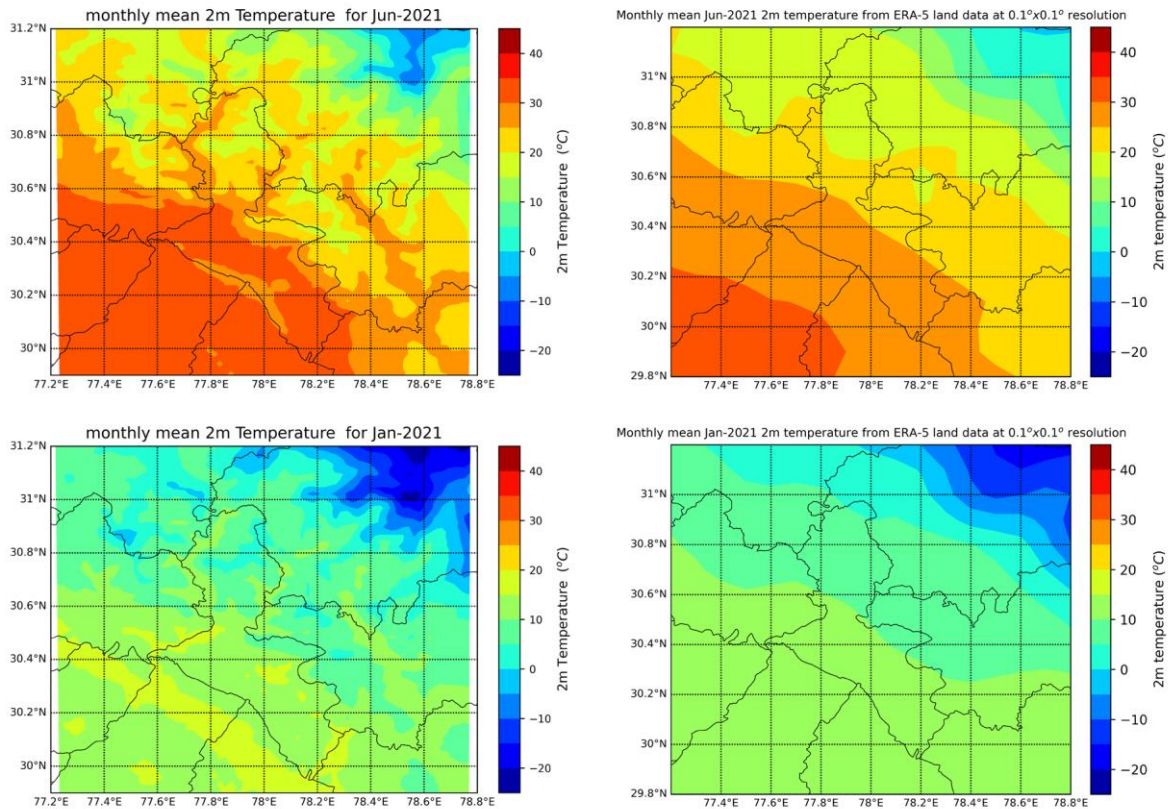 monthly mean 2m Temperature for Jun-2021
31.2°N
31°N
30.8°N
30.6°N
30.4°N
30.2°N
30°N
77.2°E
77.4°E
77.6°E
77.8°E
78°E
78.2°E
78.4°E
78.6°E
78.8°E
40
30
20
10
0
−10
−20
2m Temperature (°C)
Monthly mean Jun-2021 2m temperature from ERA-5 land data at 0.1°x0.1° resolution
31°N
30.8°N
30.6°N
30.4°N
30.2°N
30°N
29.8°N
77.4°E
77.6°E
77.8°E
78°E
78.2°E
78.4°E
78.6°E
78.8°E
40
30
20
10
0
−10
−20
2m temperature (°C)
monthly mean 2m Temperature for Jan-2021
31.2°N
31°N
30.8°N
30.6°N
30.4°N
30.2°N
30°N
77.2°E
77.4°E
77.6°E
77.8°E
78°E
78.2°E
78.4°E
78.6°E
78.8°E
40
30
20
10
0
−10
−20
2m Temperature (°C)
Monthly mean Jan-2021 2m temperature from ERA-5 land data at 0.1°x0.1° resolution
31°N
30.8°N
30.6°N
30.4°N
30.2°N
30°N
29.8°N
77.4°E
77.6°E
77.8°E
78°E
78.2°E
78.4°E
78.6°E
78.8°E
40
30
20
10
0
−10
−20
2m temperature (°C)